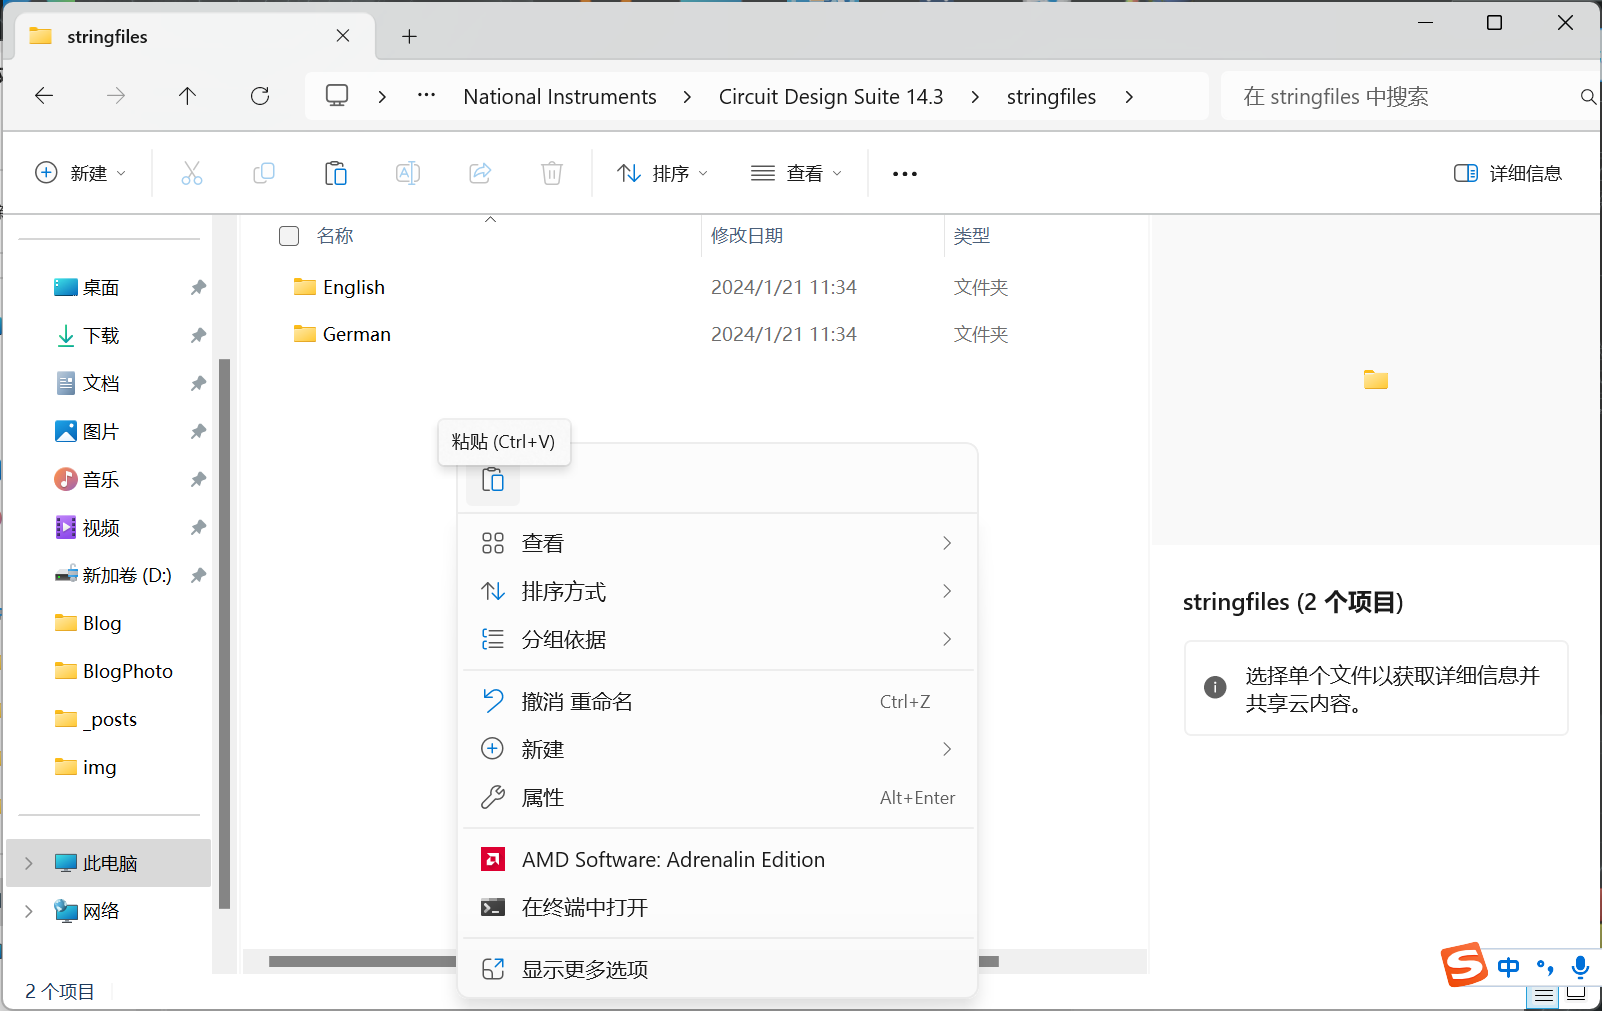 stringfiles
National Instruments
Circuit Design Suite 14.3
stringfiles
在 stringfiles 中搜索
新建
排序
查看
详细信息
名称
修改日期
类型
English
2024/1/21 11:34
文件夹
German
2024/1/21 11:34
文件夹
桌面
下载
文档
图片
音乐
视频
新加卷 (D:)
Blog
BlogPhoto
_posts
img
此电脑
网络
粘贴 (Ctrl+V)
查看
排序方式
分组依据
撤消 重命名 Ctrl+Z
新建
属性 Alt+Enter
AMD Software: Adrenalin Edition
在终端中打开
显示更多选项
stringfiles (2 个项目)
选择单个文件以获取详细信息并
共享云内容。
2 个项目
中